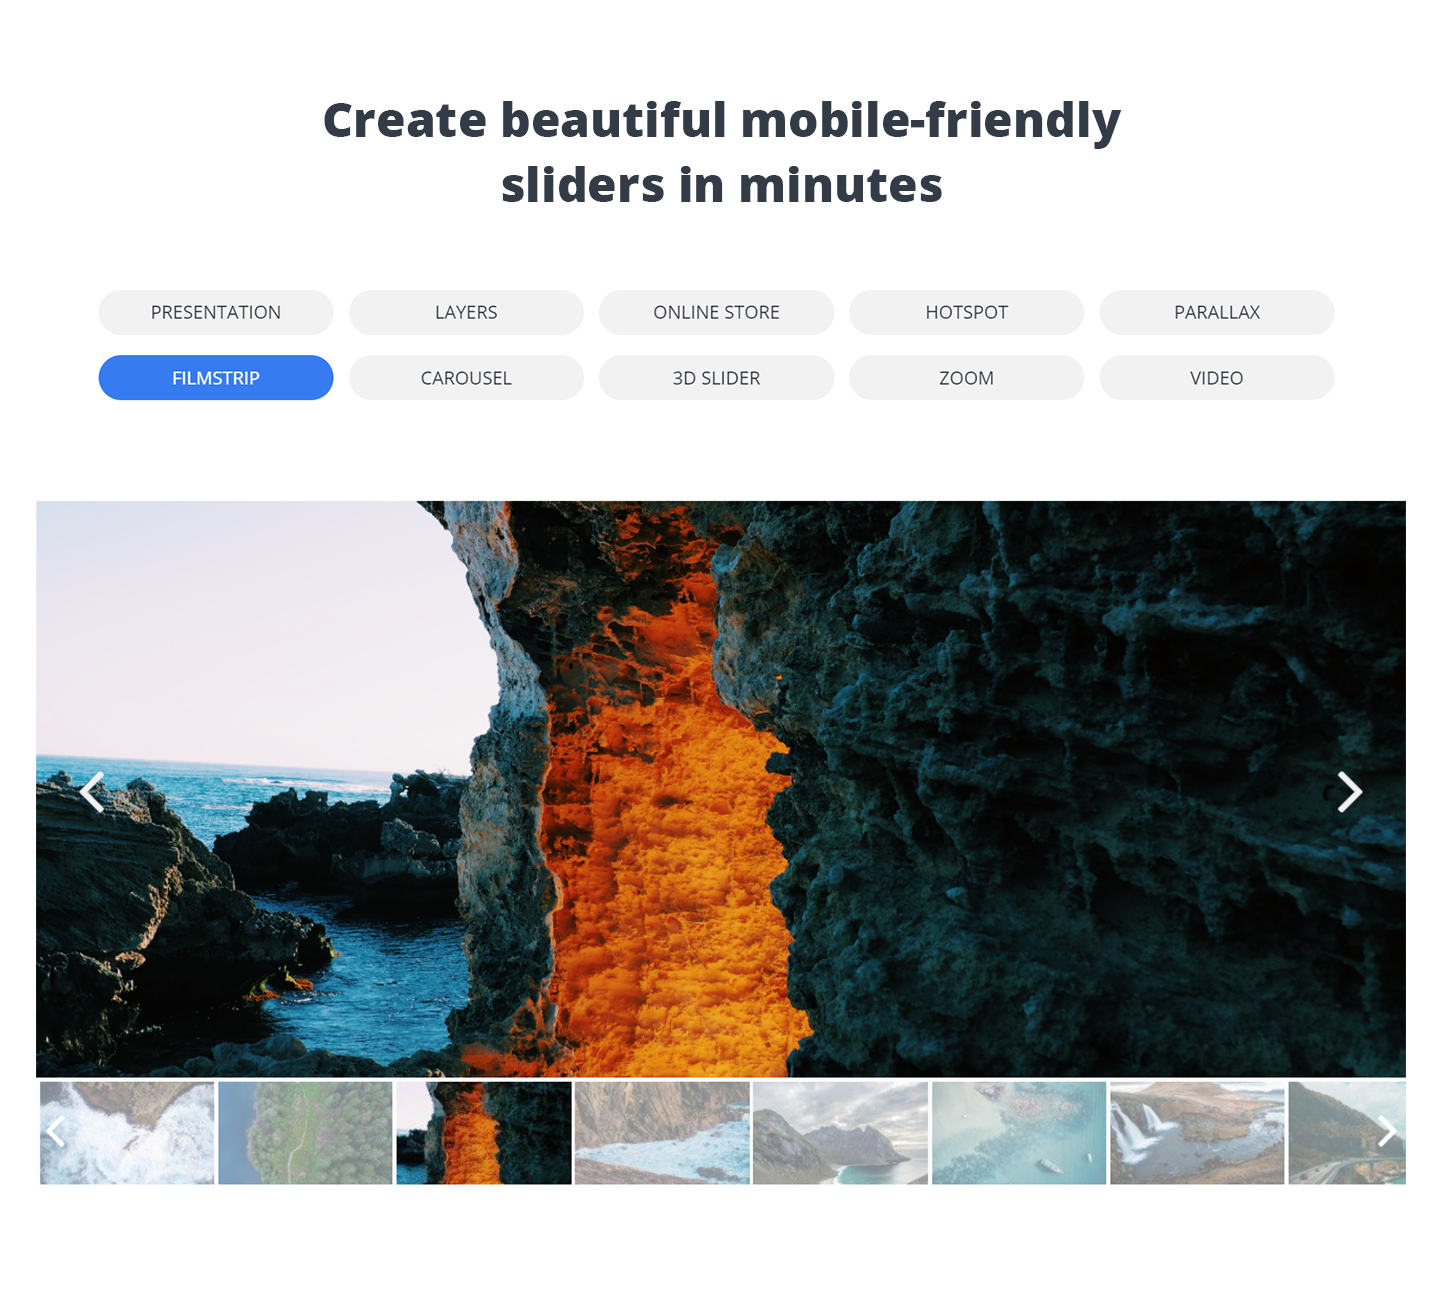 Create beautiful mobile-friendly
sliders in minutes
PRESENTATION
LAYERS
ONLINE STORE
HOTSPOT
PARALLAX
FILMSTRIP
CAROUSEL
3D SLIDER
ZOOM
VIDEO